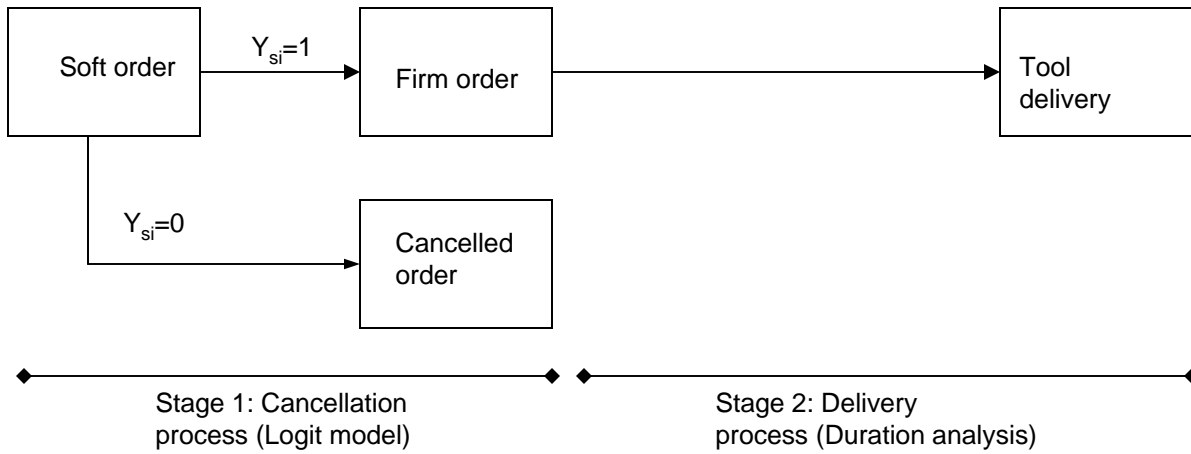 Soft order
Y_si=1
Firm order
Tool
delivery
Y_si=0
Cancelled
order
Stage 1: Cancellation
process (Logit model)
Stage 2: Delivery
process (Duration analysis)